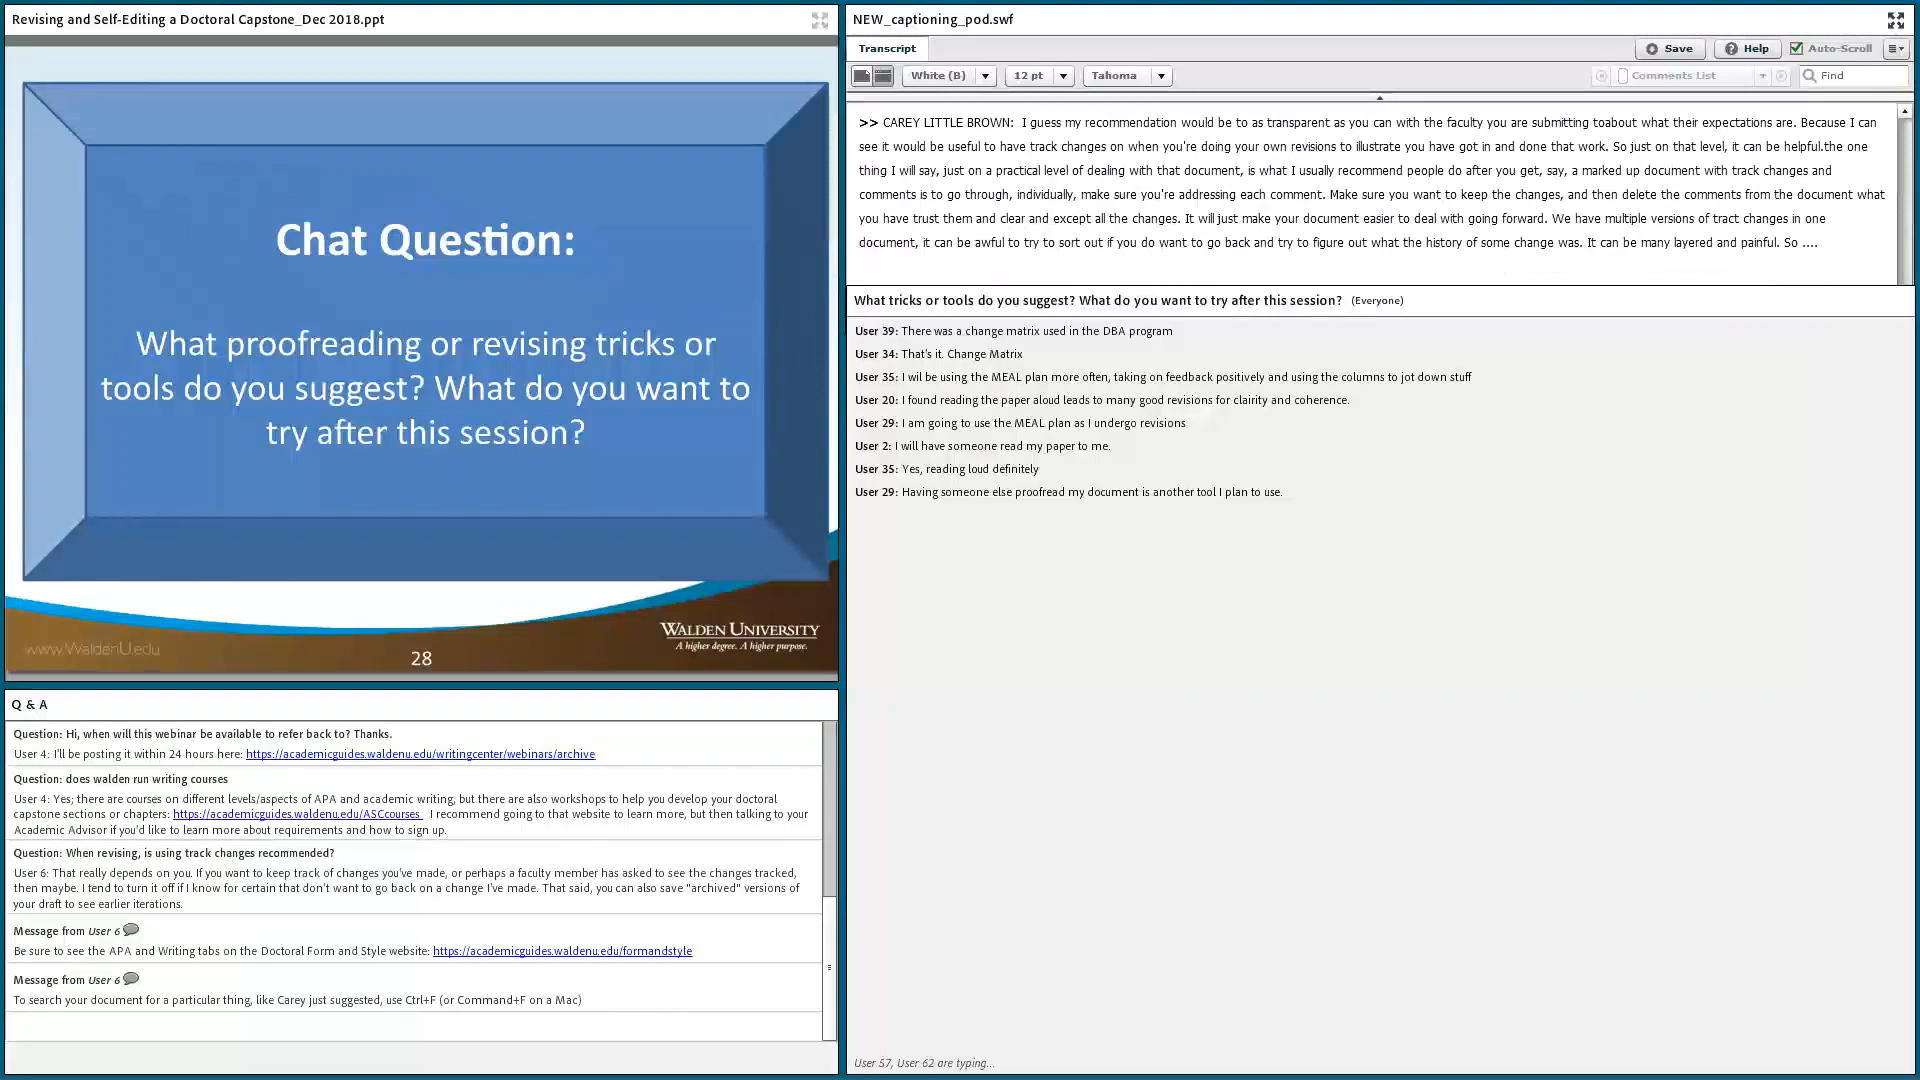 Revising and Self-Editing a Doctoral Capstone_Dec 2018.ppt
Chat Question:
What proofreading or revising tricks or
tools do you suggest? What do you want to
try after this session?
www.WaldenU.edu
28
WALDEN UNIVERSITY
A higher degree. A higher purpose.
Q & A
Question: Hi, when will this webinar be available to refer back to? Thanks.
User 4: I'll be posting it within 24 hours here: https://academicguides.waldenu.edu/writingcenter/webinars/archive
Question: does walden run writing courses
User 4: Yes; there are courses on different levels/aspects of APA and academic writing, but there are also workshops to help you develop your doctoral
capstone sections or chapters: https://academicguides.waldenu.edu/ASCcourses I recommend going to that website to learn more, but then talking to your
Academic Advisor if you'd like to learn more about requirements and how to sign up.
Question: When revising, is using track changes recommended?
User 6: That really depends on you. If you want to keep track of changes you've made, or perhaps a faculty member has asked to see the changes tracked,
then maybe. I tend to turn it off if I know for certain that don't want to go back on a change I've made. That said, you can also save "archived" versions of
your draft to see earlier iterations.
Message from User 6
Be sure to see the APA and Writing tabs on the Doctoral Form and Style website: https://academicguides.waldenu.edu/formandstyle
Message from User 6
To search your document for a particular thing, like Carey just suggested, use Ctrl+F (or Command+F on a Mac)
NEW_captioning_pod.swf
Transcript
Save
Help
Auto-Scroll
White (B)
12 pt
Tahoma
Comments List
Find
>> CAREY LITTLE BROWN: I guess my recommendation would be to as transparent as you can with the faculty you are submitting toabout what their expectations are. Because I can
see it would be useful to have track changes on when you're doing your own revisions to illustrate you have got in and done that work. So just on that level, it can be helpful.the one
thing I will say, just on a practical level of dealing with that document, is what I usually recommend people do after you get, say, a marked up document with track changes and
comments is to go through, individually, make sure you're addressing each comment. Make sure you want to keep the changes, and then delete the comments from the document what
you have trust them and clear and except all the changes. It will just make your document easier to deal with going forward. We have multiple versions of tract changes in one
document, it can be awful to try to sort out if you do want to go back and try to figure out what the history of some change was. It can be many layered and painful. So ....
What tricks or tools do you suggest? What do you want to try after this session? (Everyone)
User 39: There was a change matrix used in the DBA program
User 34: That's it. Change Matrix
User 35: I wil be using the MEAL plan more often, taking on feedback positively and using the columns to jot down stuff
User 20: I found reading the paper aloud leads to many good revisions for clairity and coherence.
User 29: I am going to use the MEAL plan as I undergo revisions
User 2: I will have someone read my paper to me.
User 35: Yes, reading loud definitely
User 29: Having someone else proofread my document is another tool I plan to use.
User 57, User 62 are typing...